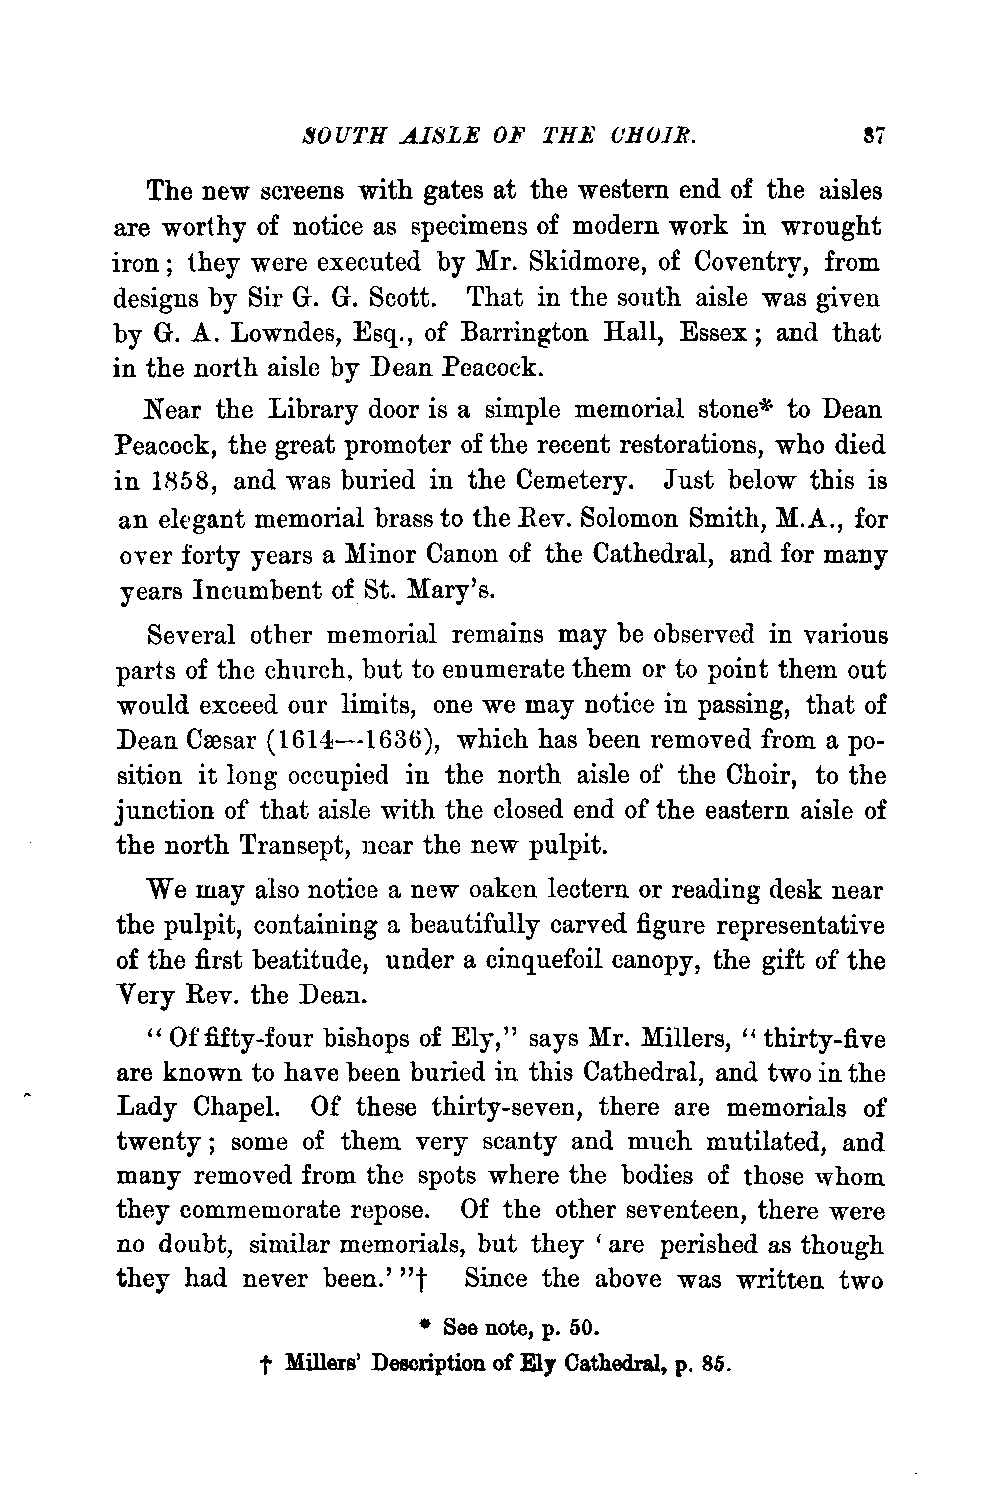 SOUTH AISLE OF THE CHOIR. 87
The new screens with gates at the western end of the aisles
are worthy of notice as specimens of modern work in wrought
iron; they were executed by Mr. Skidmore, of Coventry, from
designs by Sir G. G. Scott. That in the south aisle was given
by G. A. Lowndes, Esq., of Barrington Hall, Essex; and that
in the north aisle by Dean Peacock.
Near the Library door is a simple memorial stone* to Dean
Peacock, the great promoter of the recent restorations, who died
in 1858, and was buried in the Cemetery. Just below this is
an elegant memorial brass to the Rev. Solomon Smith, M.A., for
over forty years a Minor Canon of the Cathedral, and for many
years Incumbent of St. Mary's.
Several other memorial remains may be observed in various
parts of the church, but to enumerate them or to point them out
would exceed our limits, one we may notice in passing, that of
Dean Cæsar (1614—1636), which has been removed from a po-
sition it long occupied in the north aisle of the Choir, to the
junction of that aisle with the closed end of the eastern aisle of
the north Transept, near the new pulpit.
We may also notice a new oaken lectern or reading desk near
the pulpit, containing a beautifully carved figure representative
of the first beatitude, under a cinquefoil canopy, the gift of the
Very Rev. the Dean.
"Of fifty-four bishops of Ely," says Mr. Millers, "thirty-five
are known to have been buried in this Cathedral, and two in the
Lady Chapel. Of these thirty-seven, there are memorials of
twenty; some of them very scanty and much mutilated, and
many removed from the spots where the bodies of those whom
they commemorate repose. Of the other seventeen, there were
no doubt, similar memorials, but they 'are perished as though
they had never been.'"† Since the above was written two
* See note, p. 50.
† Millers' Description of Ely Cathedral, p. 85.